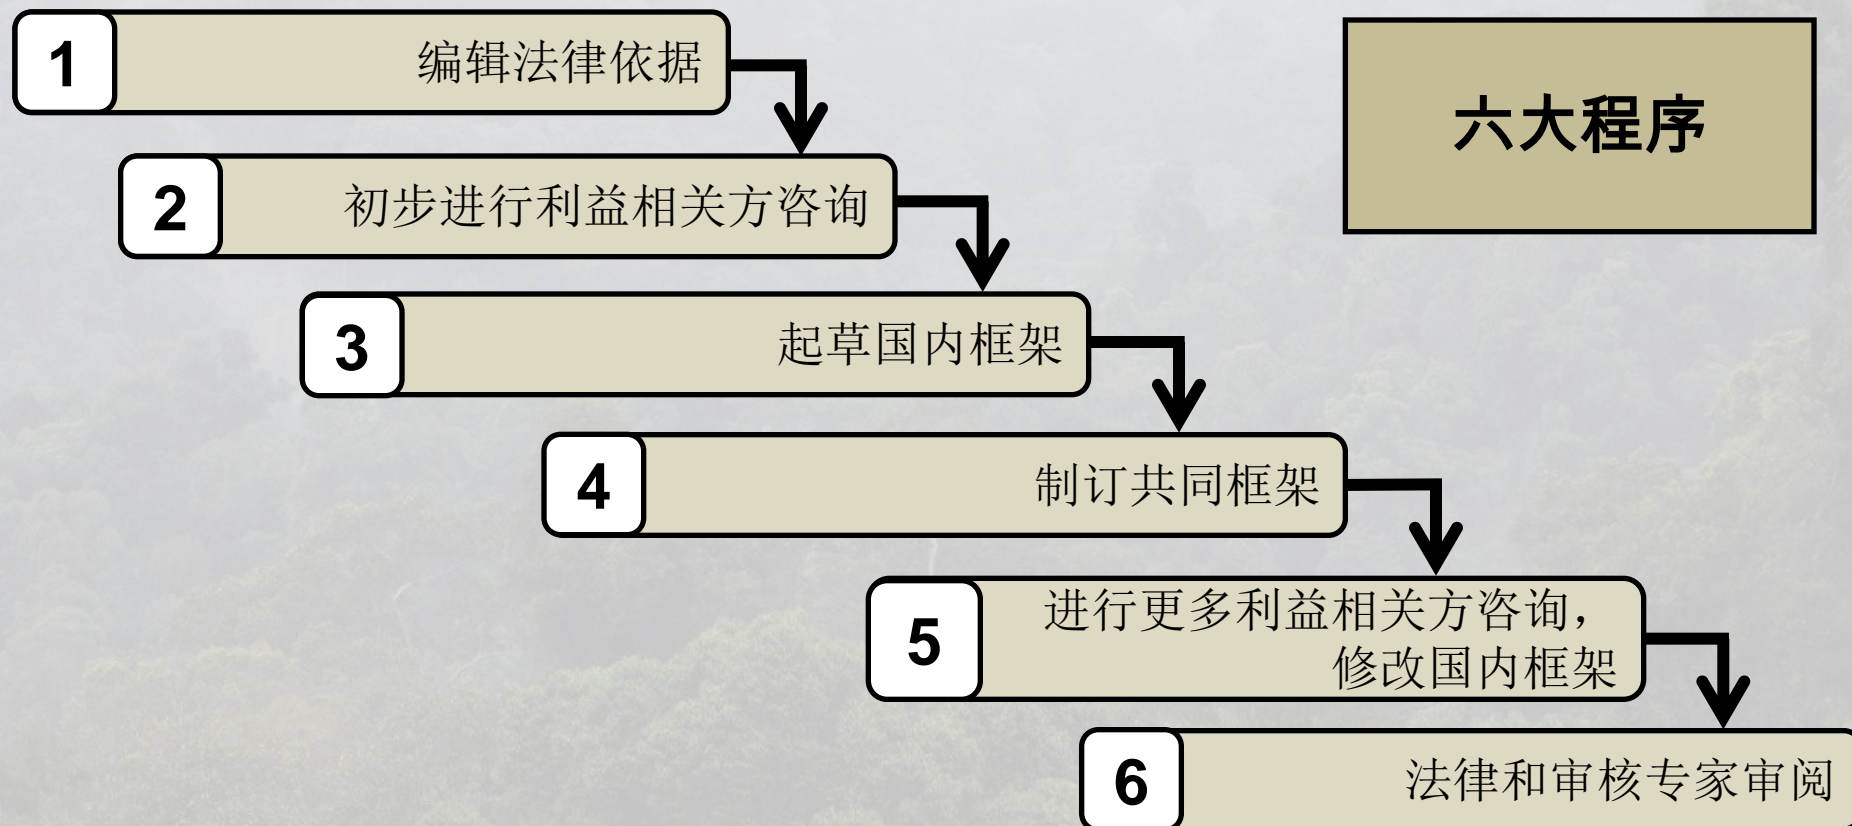 六大程序
1
编辑法律依据
2
初步进行利益相关方咨询
3
起草国内框架
4
制订共同框架
5
进行更多利益相关方咨询，
修改国内框架
6
法律和审核专家审阅